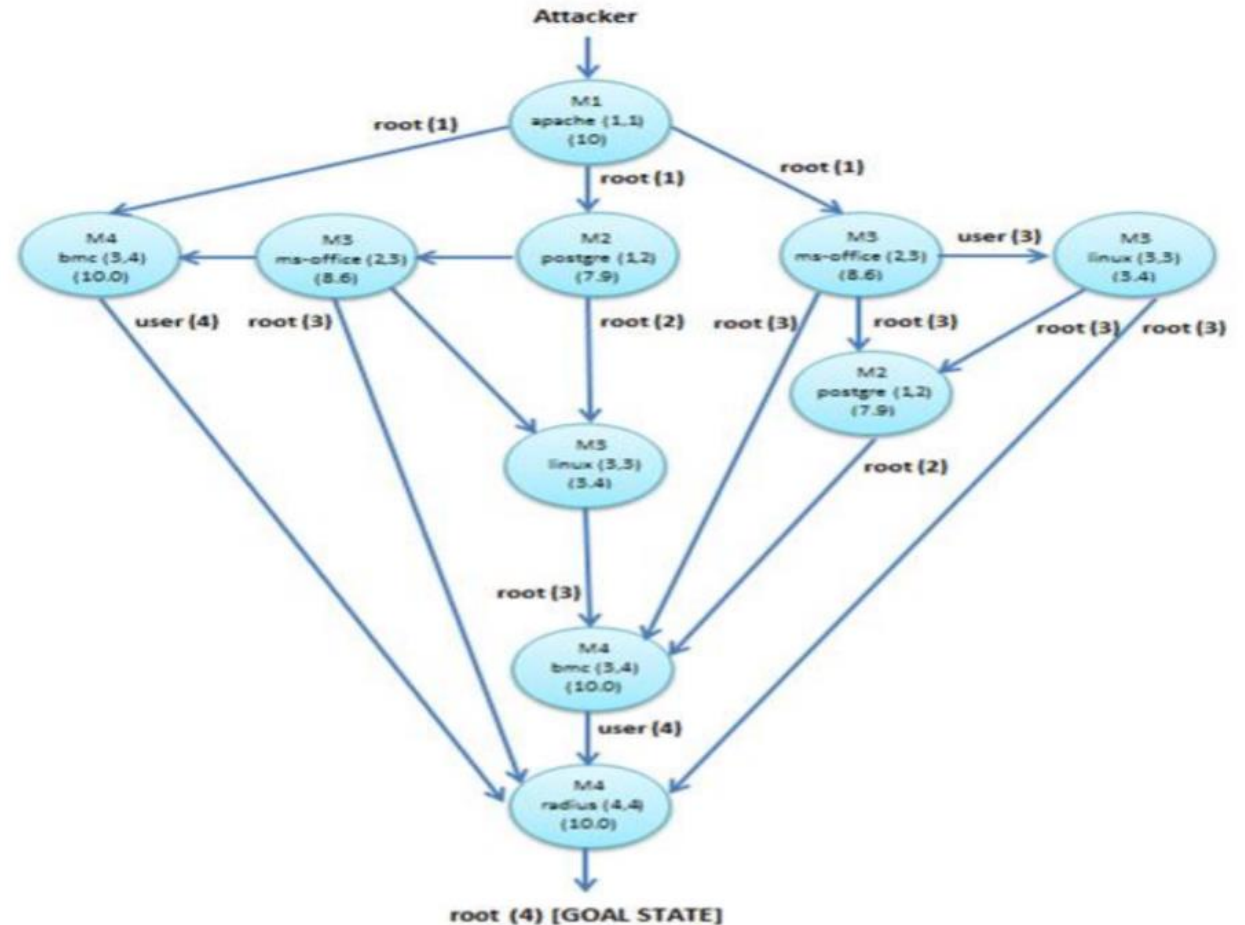 Attacker
M1
apache (1,1)
(10)
root (1)
root (1)
root (1)
M4
bmc (3,4)
(10.0)
M3
ms-office (2,3)
(8.6)
M2
postgre (1,2)
(7.9)
M3
ms-office (2,3)
(8.6)
user (3)
M3
linux (3,3)
(3.4)
user (4)
root (3)
root (2)
root (3)
root (3)
root (3)
root (3)
M2
postgre (1,2)
(7.9)
M3
linux (3,3)
(3.4)
root (2)
root (3)
M4
bmc (3,4)
(10.0)
user (4)
M4
radius (4,4)
(10.0)
root (4) [GOAL STATE]